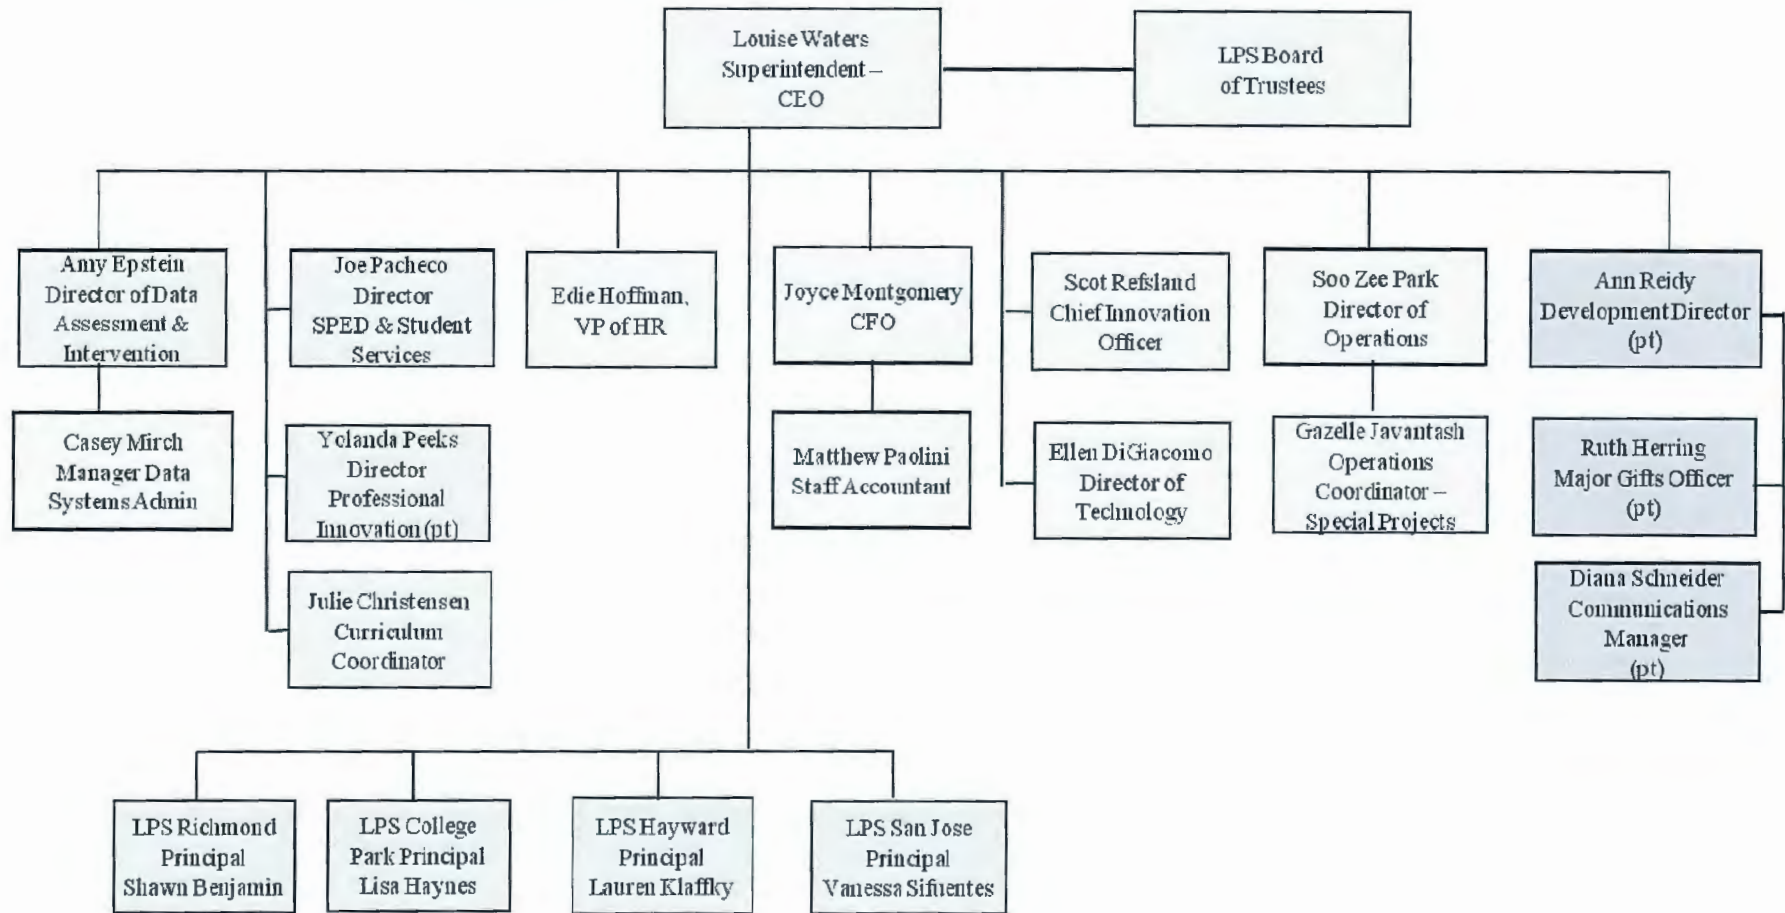 Louise Waters
Superintendent –
CEO
LPS Board
of Trustees
Amy Epstein
Director of Data
Assessment &
Intervention
Joe Pacheco
Director
SPED & Student
Services
Edie Hoffman,
VP of HR
Joyce Montgomery
CFO
Scot Refsland
Chief Innovation
Officer
Soo Zee Park
Director of
Operations
Ann Reidy
Development Director
(pt)
Casey Mirch
Manager Data
Systems Admin
Yolanda Peeks
Director
Professional
Innovation (pt)
Matthew Paolini
Staff Accountant
Ellen DiGiacomo
Director of
Technology
Gazelle Javantash
Operations
Coordinator –
Special Projects
Ruth Herring
Major Gifts Officer
(pt)
Julie Christensen
Curriculum
Coordinator
Diana Schneider
Communications
Manager
(pt)
LPS Richmond
Principal
Shawn Benjamin
LPS College
Park Principal
Lisa Haynes
LPS Hayward
Principal
Lauren Klaffky
LPS San Jose
Principal
Vanessa Sifuentes